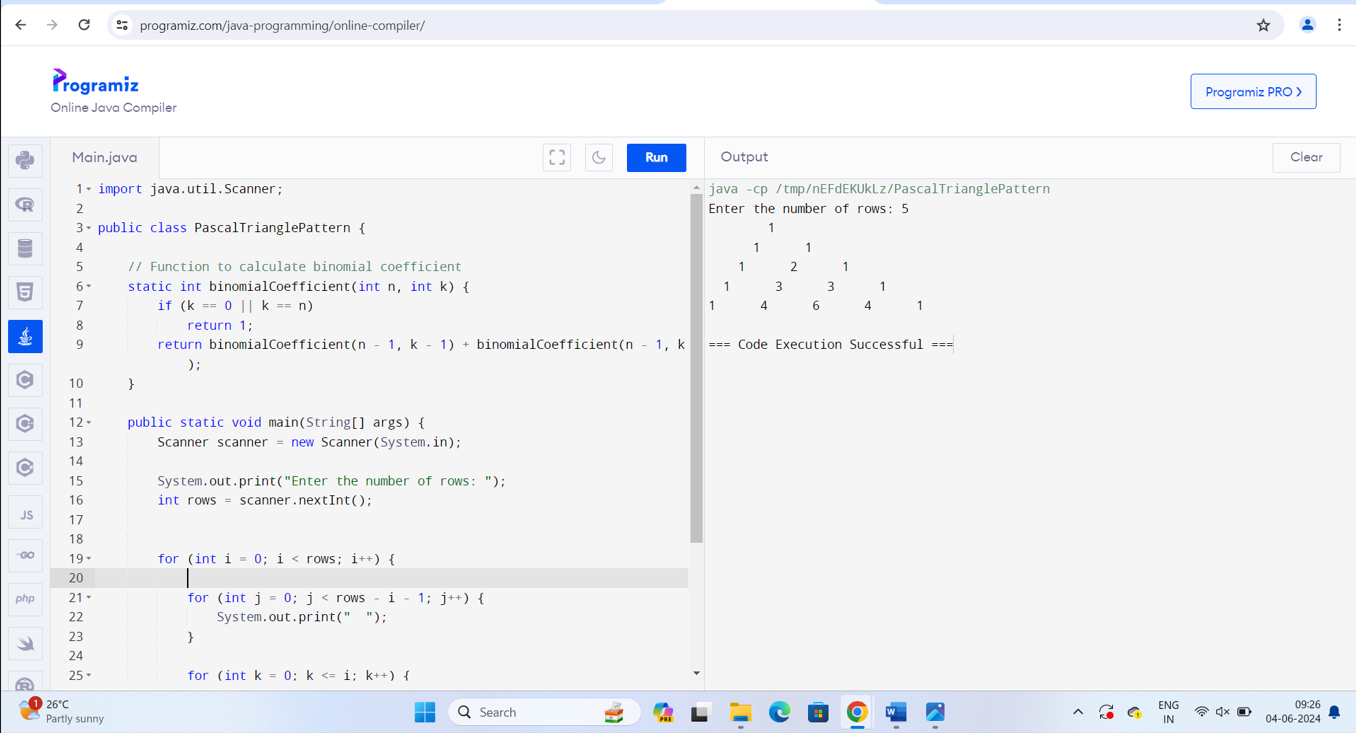 programiz.com/java-programming/online-compiler/
Programiz
Online Java Compiler
Programiz PRO
Main.java
Run
Output
Clear
1 import java.util.Scanner;
2
3 public class PascalTrianglePattern {
4
5 // Function to calculate binomial coefficient
6 static int binomialCoefficient(int n, int k) {
7 if (k == 0 || k == n)
8 return 1;
9 return binomialCoefficient(n - 1, k - 1) + binomialCoefficient(n - 1, k
);
10 }
11
12 public static void main(String[] args) {
13 Scanner scanner = new Scanner(System.in);
14
15 System.out.print("Enter the number of rows: ");
16 int rows = scanner.nextInt();
17
18
19 for (int i = 0; i < rows; i++) {
20
21 for (int j = 0; j < rows - i - 1; j++) {
22 System.out.print("  ");
23 }
24
25 for (int k = 0; k <= i; k++) {
java -cp /tmp/nEFdEKUkLz/PascalTrianglePattern
Enter the number of rows: 5
1
1 1
1 2 1
1 3 3 1
1 4 6 4 1
=== Code Execution Successful ===
R
5
C
C
C
JS
GO
php
R
1
26°C
Partly sunny
Search
PRE
W
ENG
IN
09:26
04-06-2024